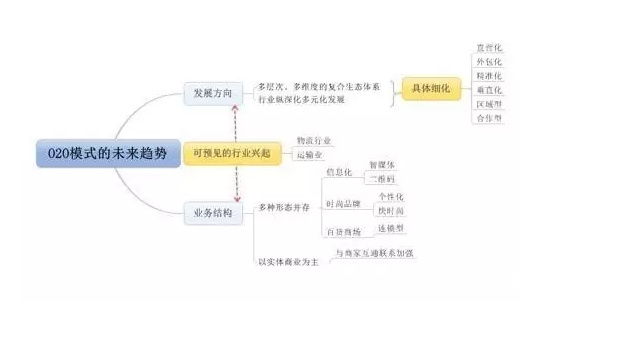 O2O模式的未来趋势
发展方向
多层次、多维度的复合生态体系
行业纵深化多元化发展
具体细化
直营化
外包化
精准化
垂直化
区域型
合作型
可预见的行业兴起
物流行业
运输业
业务结构
多种形态并存
信息化
智媒体
二维码
时尚品牌
个性化
快时尚
百货商场
连锁型
以实体商业为主
与商家互通联系加强